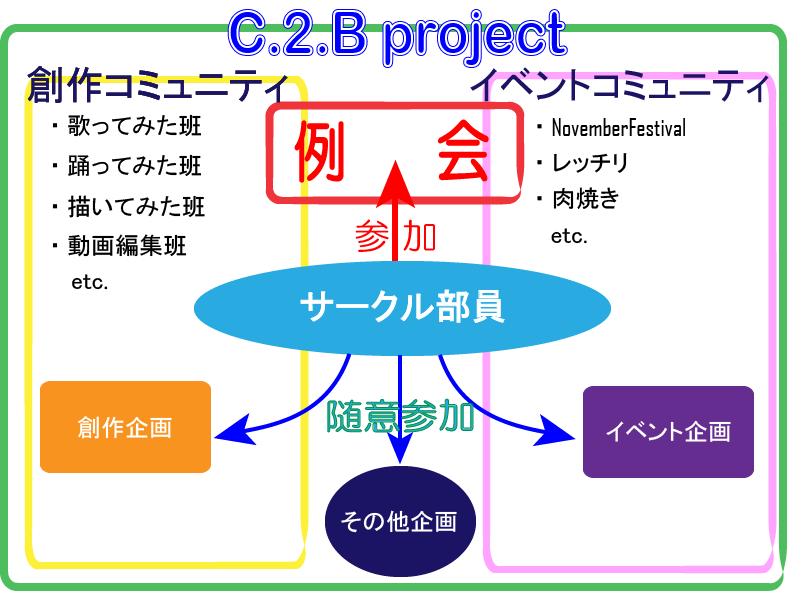 C.2.B project
創作コミュニティ
・歌ってみた班
・踊ってみた班
・描いてみた班
・動画編集班
etc.
イベントコミュニティ
・NovemberFestival
・レッチリ
・肉焼き
etc.
例 会
参加
サークル部員
随意参加
創作企画
イベント企画
その他企画